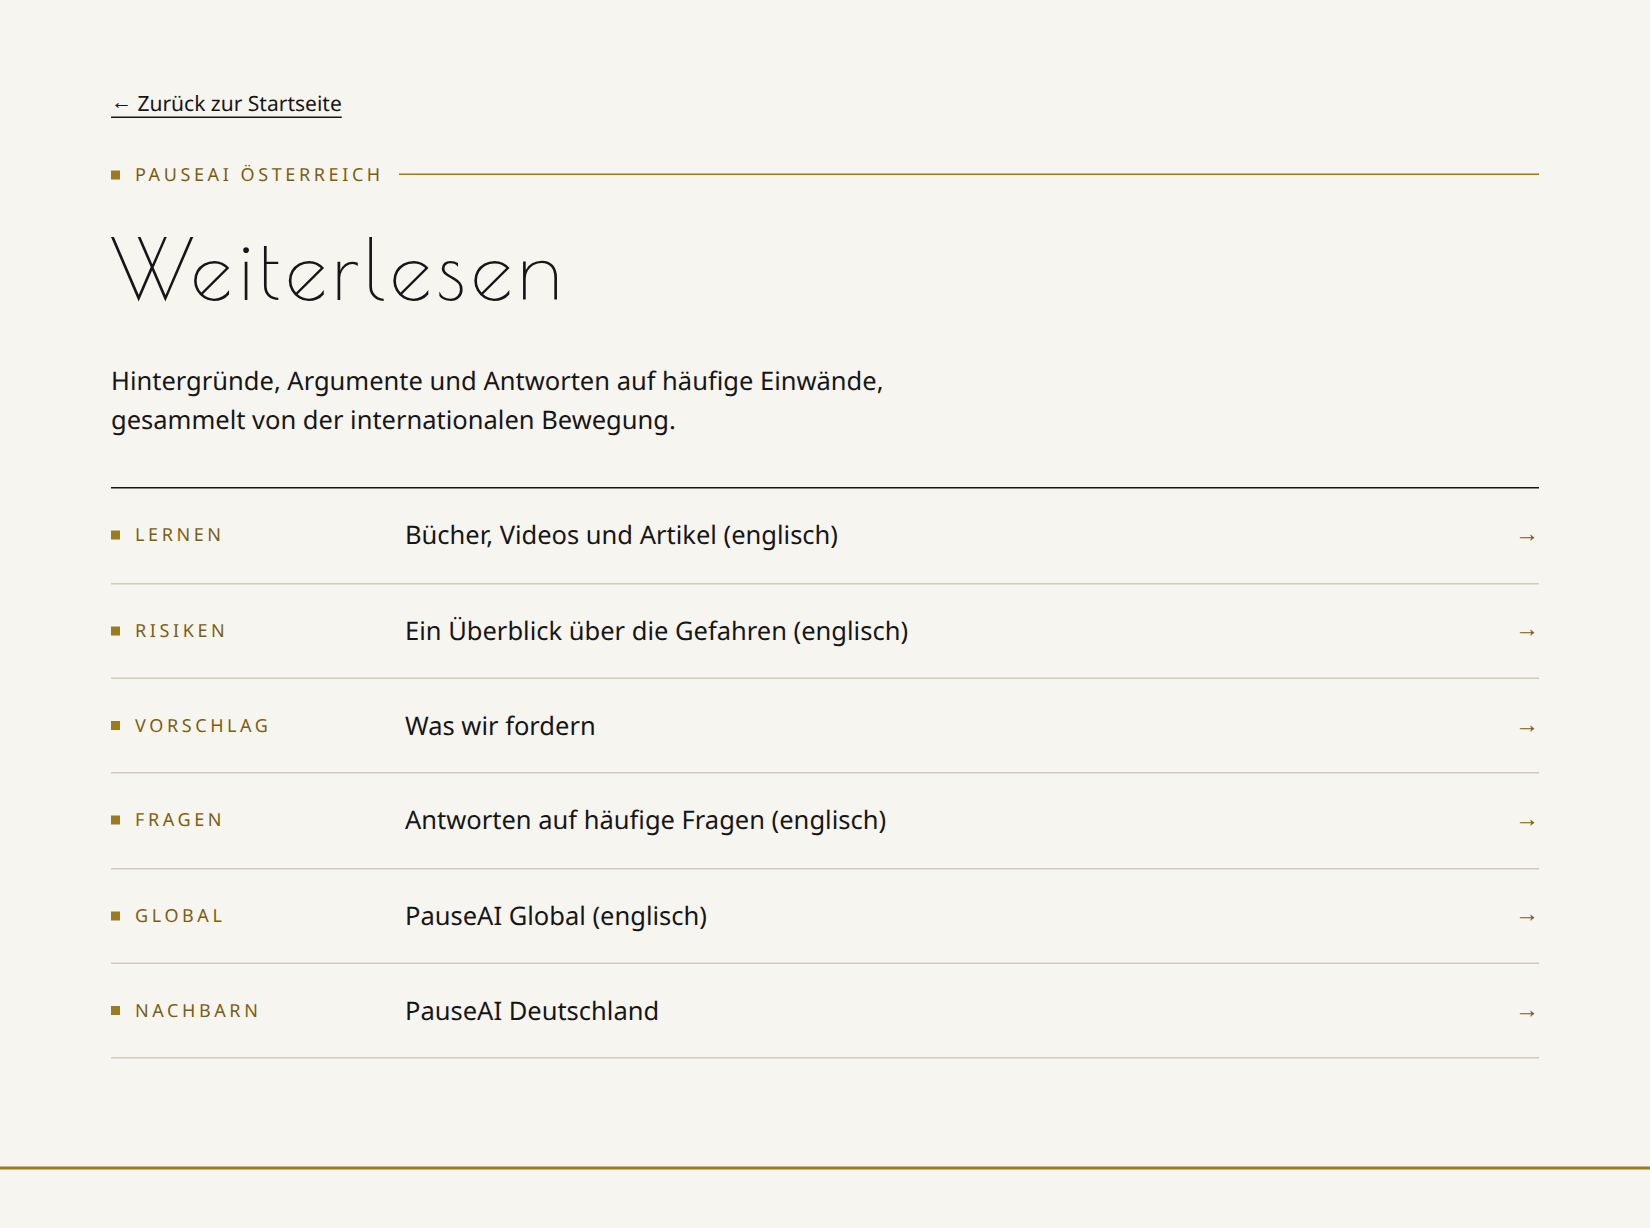 ← Zurück zur Startseite
PAUSEAI ÖSTERREICH
Weiterlesen
Hintergründe, Argumente und Antworten auf häufige Einwände,
gesammelt von der internationalen Bewegung.
LERNEN Bücher, Videos und Artikel (englisch) →
RISIKEN Ein Überblick über die Gefahren (englisch) →
VORSCHLAG Was wir fordern →
FRAGEN Antworten auf häufige Fragen (englisch) →
GLOBAL PauseAI Global (englisch) →
NACHBARN PauseAI Deutschland →